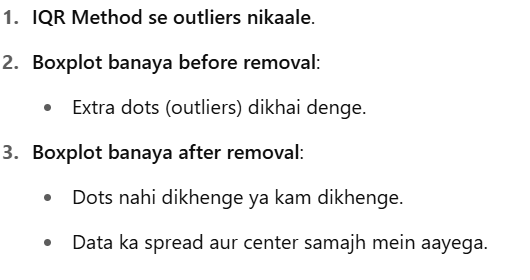 1. IQR Method se outliers nikaale.
2. Boxplot banaya before removal:
• Extra dots (outliers) dikhai denge.
3. Boxplot banaya after removal:
• Dots nahi dikhenge ya kam dikhenge.
• Data ka spread aur center samajh mein aayega.